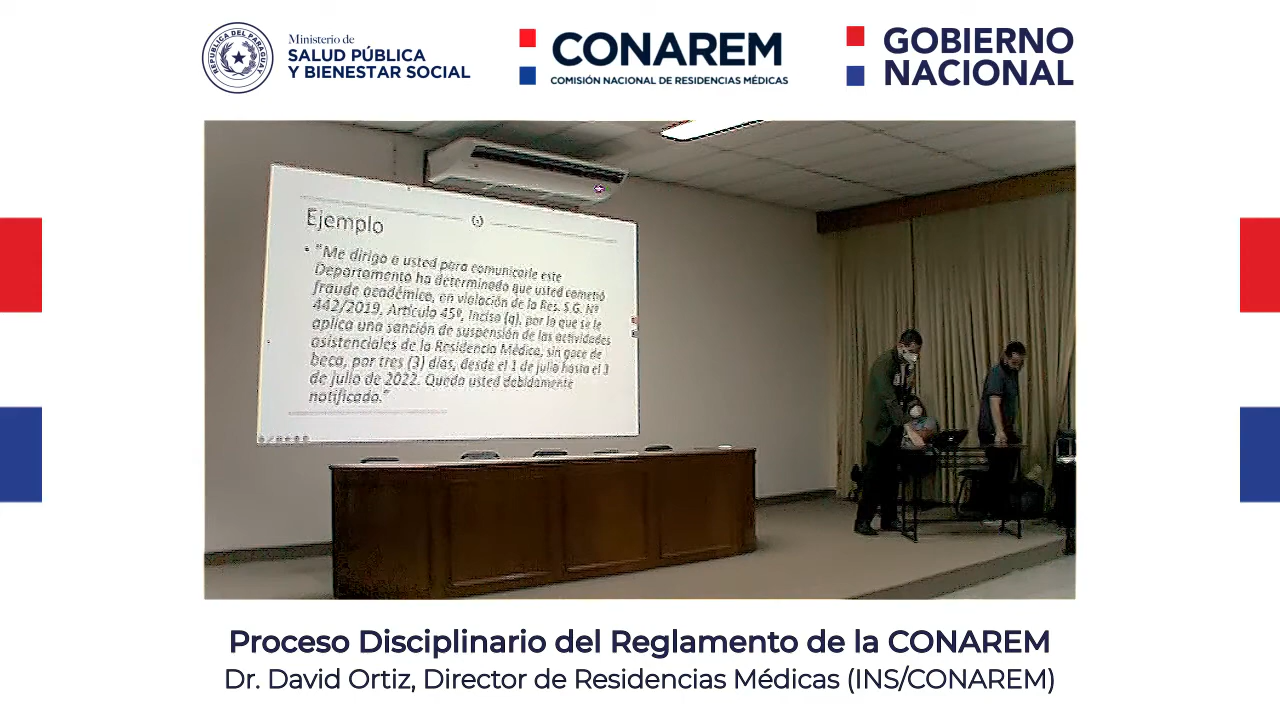 REPUBLICA DEL PARAGUAY
Ministerio de
SALUD PÚBLICA
Y BIENESTAR SOCIAL
CONAREM
COMISIÓN NACIONAL DE RESIDENCIAS MÉDICAS
GOBIERNO
NACIONAL
Ejemplo
• "Me dirijo a usted para comunicarle este
Departamento ha determinado que usted cometió
fraude académico, en violación de la Res. S.G. Nº
442/2019, Artículo 45º, Inciso (q), por lo que se le
aplica una sanción de suspensión de las actividades
asistenciales de la Residencia Médica, sin goce de
beca, por tres (3) días, desde el 1 de julio hasta el 3
de julio de 2022. Queda usted debidamente
notificado."
Proceso Disciplinario del Reglamento de la CONAREM
Dr. David Ortiz, Director de Residencias Médicas (INS/CONAREM)